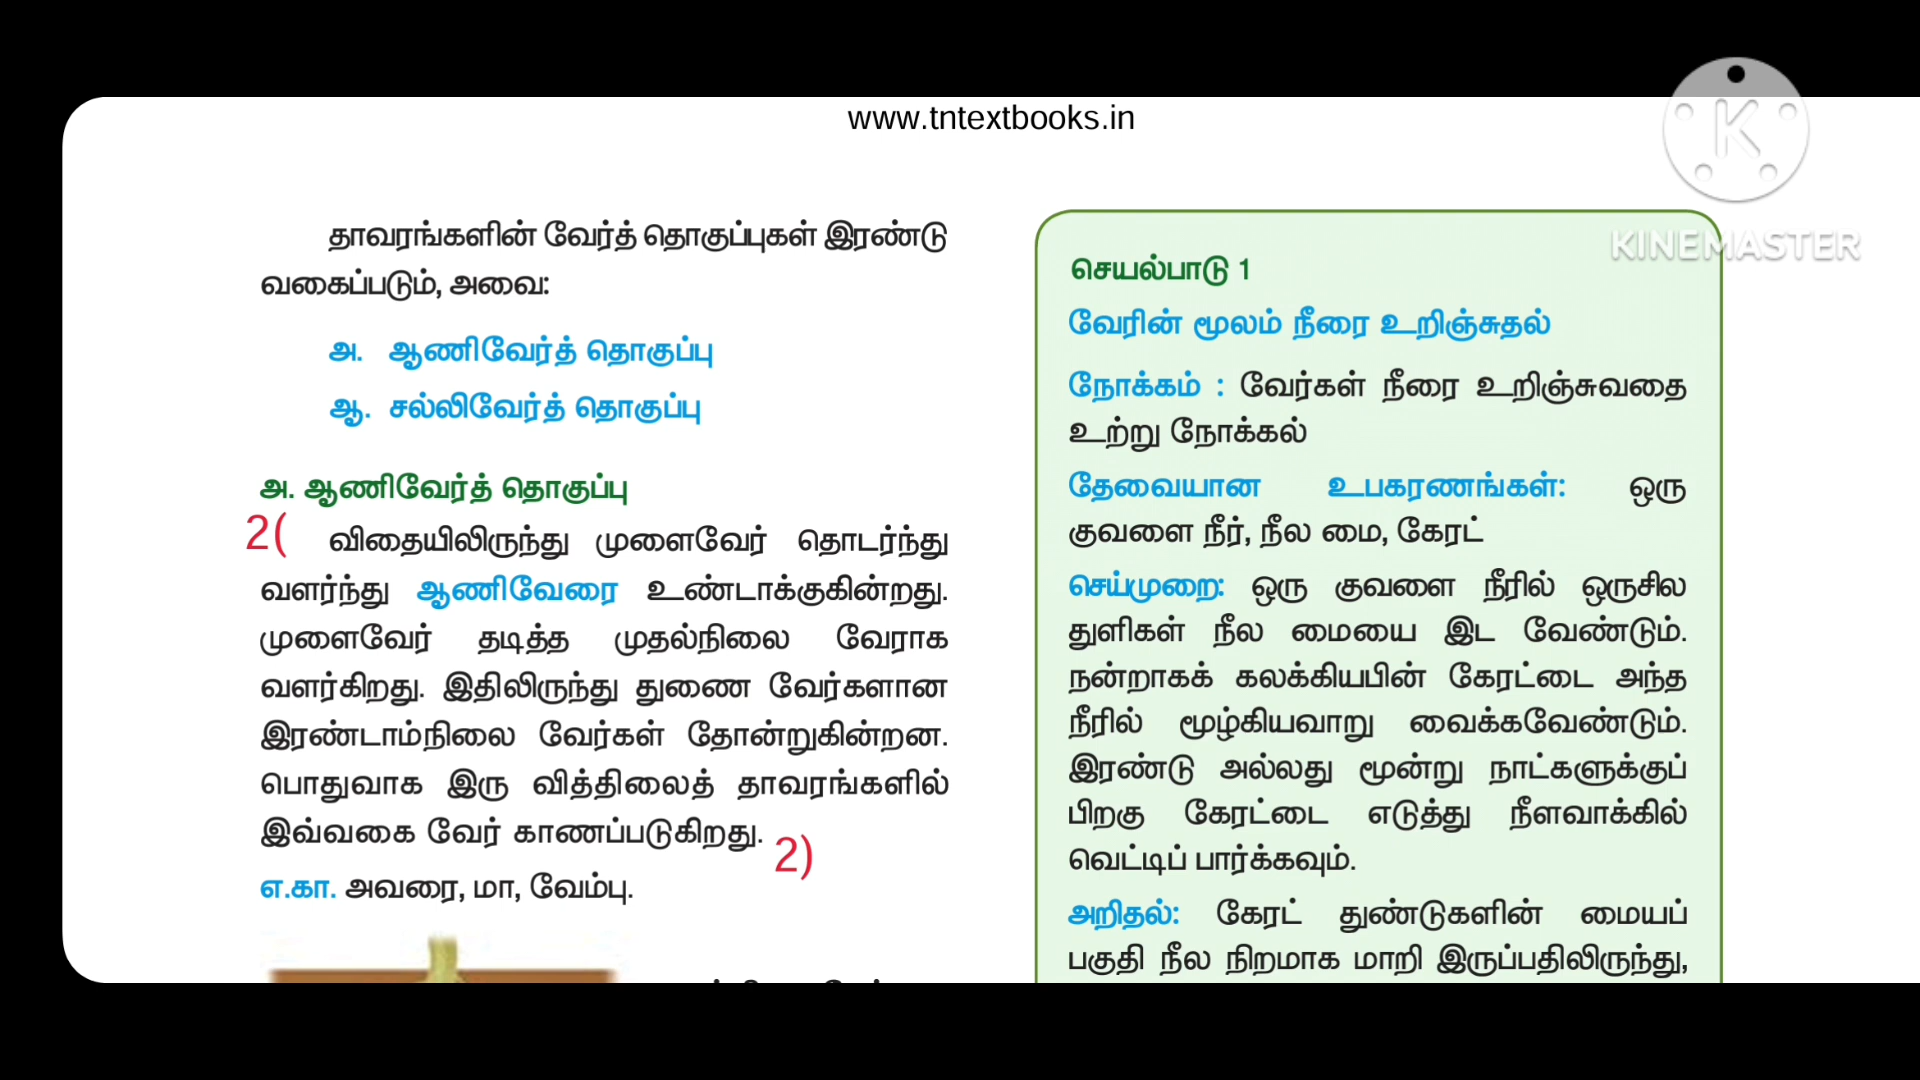 www.tntextbooks.in
KINEMASTER
தாவரங்களின் வேர்த் தொகுப்புகள் இரண்டு
வகைப்படும், அவை:
அ. ஆணிவேர்த் தொகுப்பு
ஆ. சல்லிவேர்த் தொகுப்பு
அ. ஆணிவேர்த் தொகுப்பு
2( விதையிலிருந்து முளைவேர் தொடர்ந்து
வளர்ந்து ஆணிவேரை உண்டாக்குகின்றது.
முளைவேர் தடித்த முதல்நிலை வேராக
வளர்கிறது. இதிலிருந்து துணை வேர்களான
இரண்டாம்நிலை வேர்கள் தோன்றுகின்றன.
பொதுவாக இரு வித்திலைத் தாவரங்களில்
இவ்வகை வேர் காணப்படுகிறது. 2)
எ.கா. அவரை, மா, வேம்பு.
செயல்பாடு 1
வேரின் மூலம் நீரை உறிஞ்சுதல்
நோக்கம் : வேர்கள் நீரை உறிஞ்சுவதை
உற்று நோக்கல்
தேவையான உபகரணங்கள்: ஒரு
குவளை நீர், நீல மை, கேரட்
செய்முறை: ஒரு குவளை நீரில் ஒருசில
துளிகள் நீல மையை இட வேண்டும்.
நன்றாகக் கலக்கியபின் கேரட்டை அந்த
நீரில் மூழ்கியவாறு வைக்கவேண்டும்.
இரண்டு அல்லது மூன்று நாட்களுக்குப்
பிறகு கேரட்டை எடுத்து நீளவாக்கில்
வெட்டிப் பார்க்கவும்.
அறிதல்: கேரட் துண்டுகளின் மையப்
பகுதி நீல நிறமாக மாறி இருப்பதிலிருந்து,